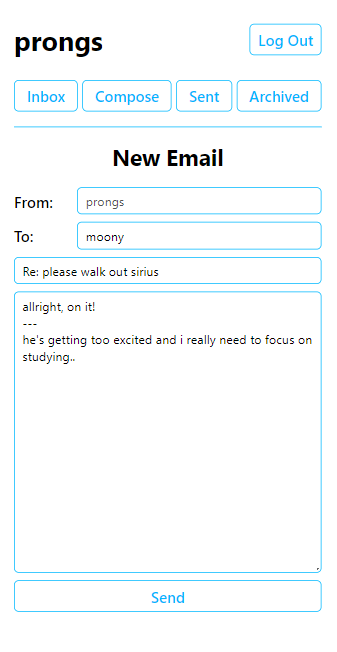 prongs
Log Out
Inbox
Compose
Sent
Archived
New Email
From:
prongs
To:
moony
Re: please walk out sirius
allright, on it!
---
he's getting too excited and i really need to focus on
studying..
Send